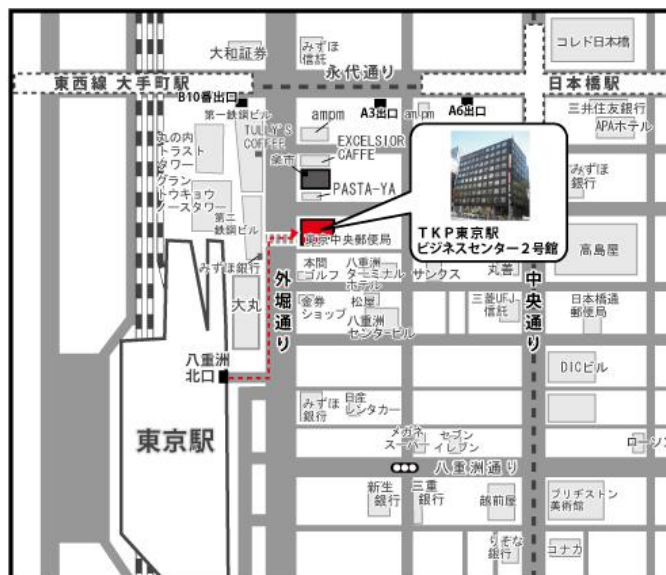 コレド日本橋
みずほ
信託
大和証券
永代通り
東西線 大手町駅
日本橋駅
B10番出口
A3出口
A6出口
第一鉄鋼ビル
ampm
am pm
三井住友銀行
APAホテル
丸の内
トラスト
タワー
TULLY'S
COFFEE
EXCELSIOR
CAFFE
楽市
PASTA-YA
グラン
トウキョウ
ノースタワー
第二
鉄鋼ビル
みずほ
銀行
TKP東京駅
ビジネスセンター2号館
東京中央郵便局
高島屋
みずほ銀行
外堀通り
本間
ゴルフ
八重洲
ターミナル
ホテル
サンクス
丸善
中央通り
大丸
金券
ショップ
松屋
八重洲
センタービル
三菱UFJ
信託
日本橋通
郵便局
八重洲
北口
DICビル
東京駅
みずほ
銀行
日産
レンタカー
メガネ
スーパー
セブン
イレブン
ローソン
八重洲通り
新生
銀行
三重
銀行
越前屋
ブリヂストン
美術館
りそな
銀行
コナカ